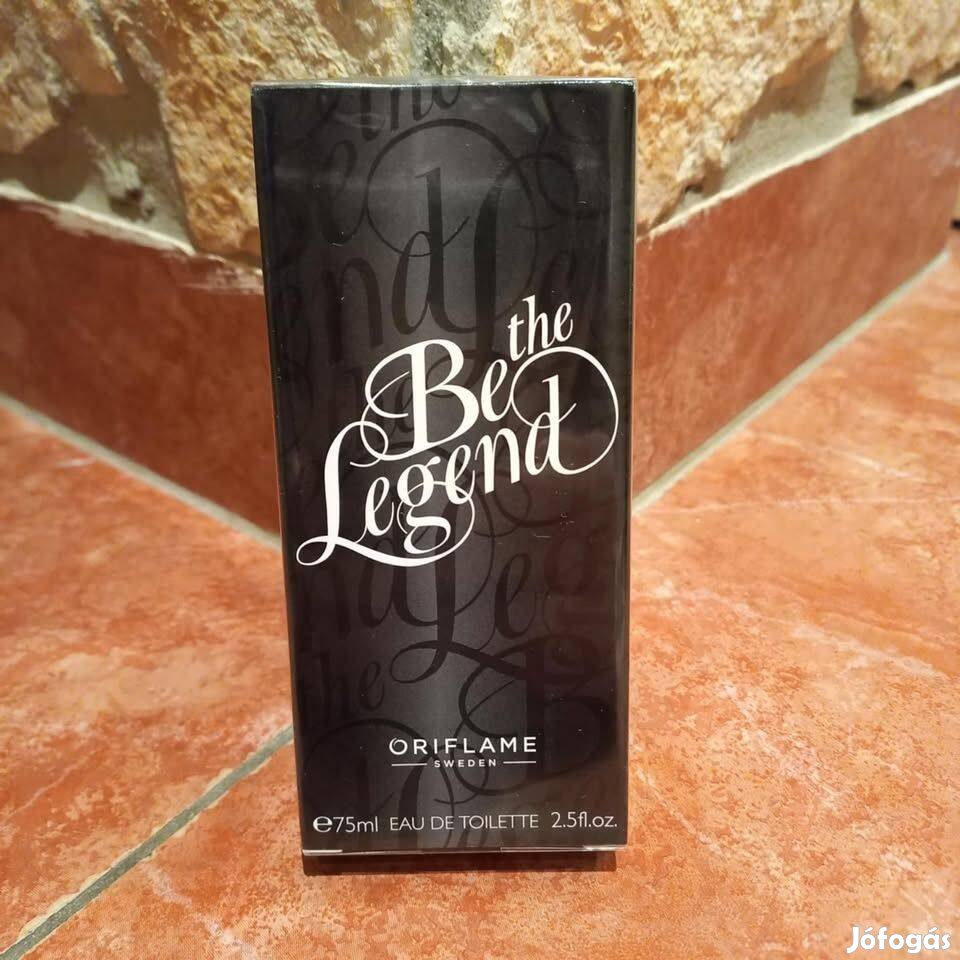 Be the
Legend
ORIFLAME
SWEDEN
℮75ml EAU DE TOILETTE 2.5fl.oz.
Jófogás